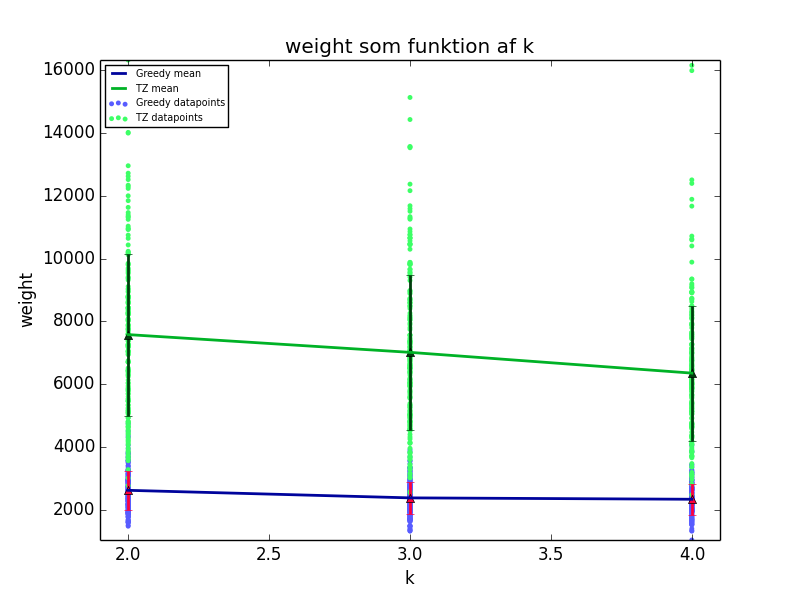 weight som funktion af k
Greedy mean
TZ mean
Greedy datapoints
TZ datapoints
16000
14000
12000
10000
8000
6000
4000
2000
weight
2.0 2.5 3.0 3.5 4.0
k